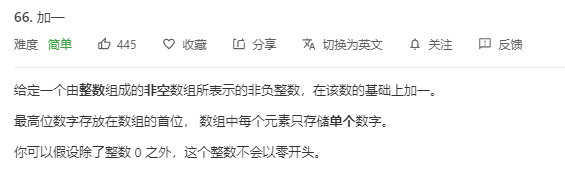 66. 加一
难度 简单 445 收藏 分享 切换为英文 关注 反馈
给定一个由整数组成的非空数组所表示的非负整数，在该数的基础上加一。
最高位数字存放在数组的首位， 数组中每个元素只存储单个数字。
你可以假设除了整数 0 之外，这个整数不会以零开头。